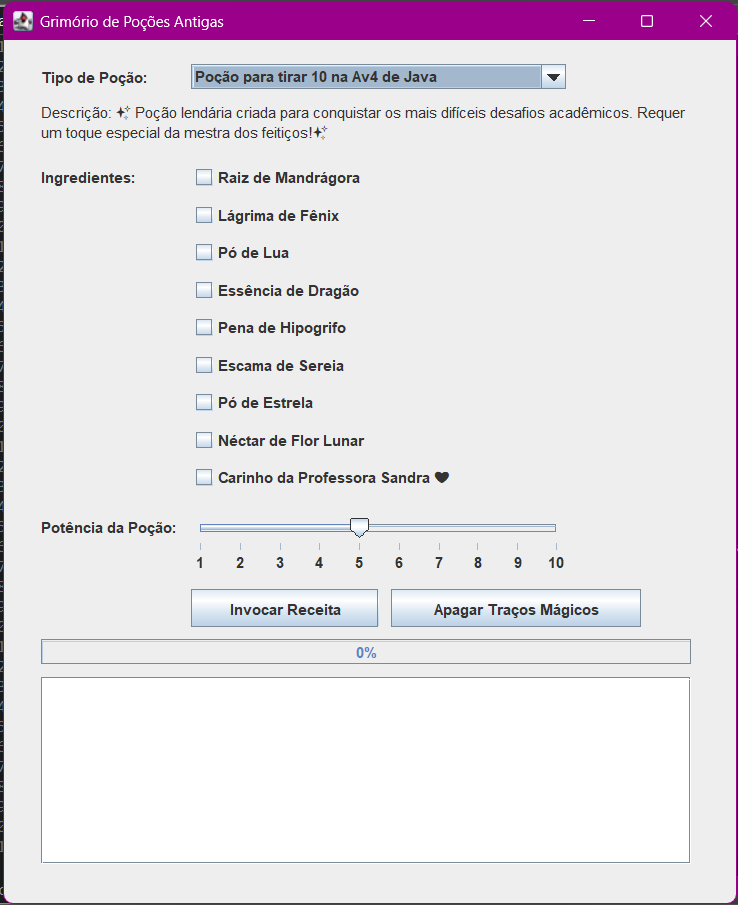 Grimório de Poções Antigas
Tipo de Poção: Poção para tirar 10 na Av4 de Java
Descrição: ✨ Poção lendária criada para conquistar os mais difíceis desafios acadêmicos. Requer
um toque especial da mestra dos feitiços!✨
Ingredientes: Raiz de Mandrágora
Lágrima de Fênix
Pó de Lua
Essência de Dragão
Pena de Hipogrifo
Escama de Sereia
Pó de Estrela
Néctar de Flor Lunar
Carinho da Professora Sandra ♥
Potência da Poção:
1 2 3 4 5 6 7 8 9 10
Invocar Receita Apagar Traços Mágicos
0%